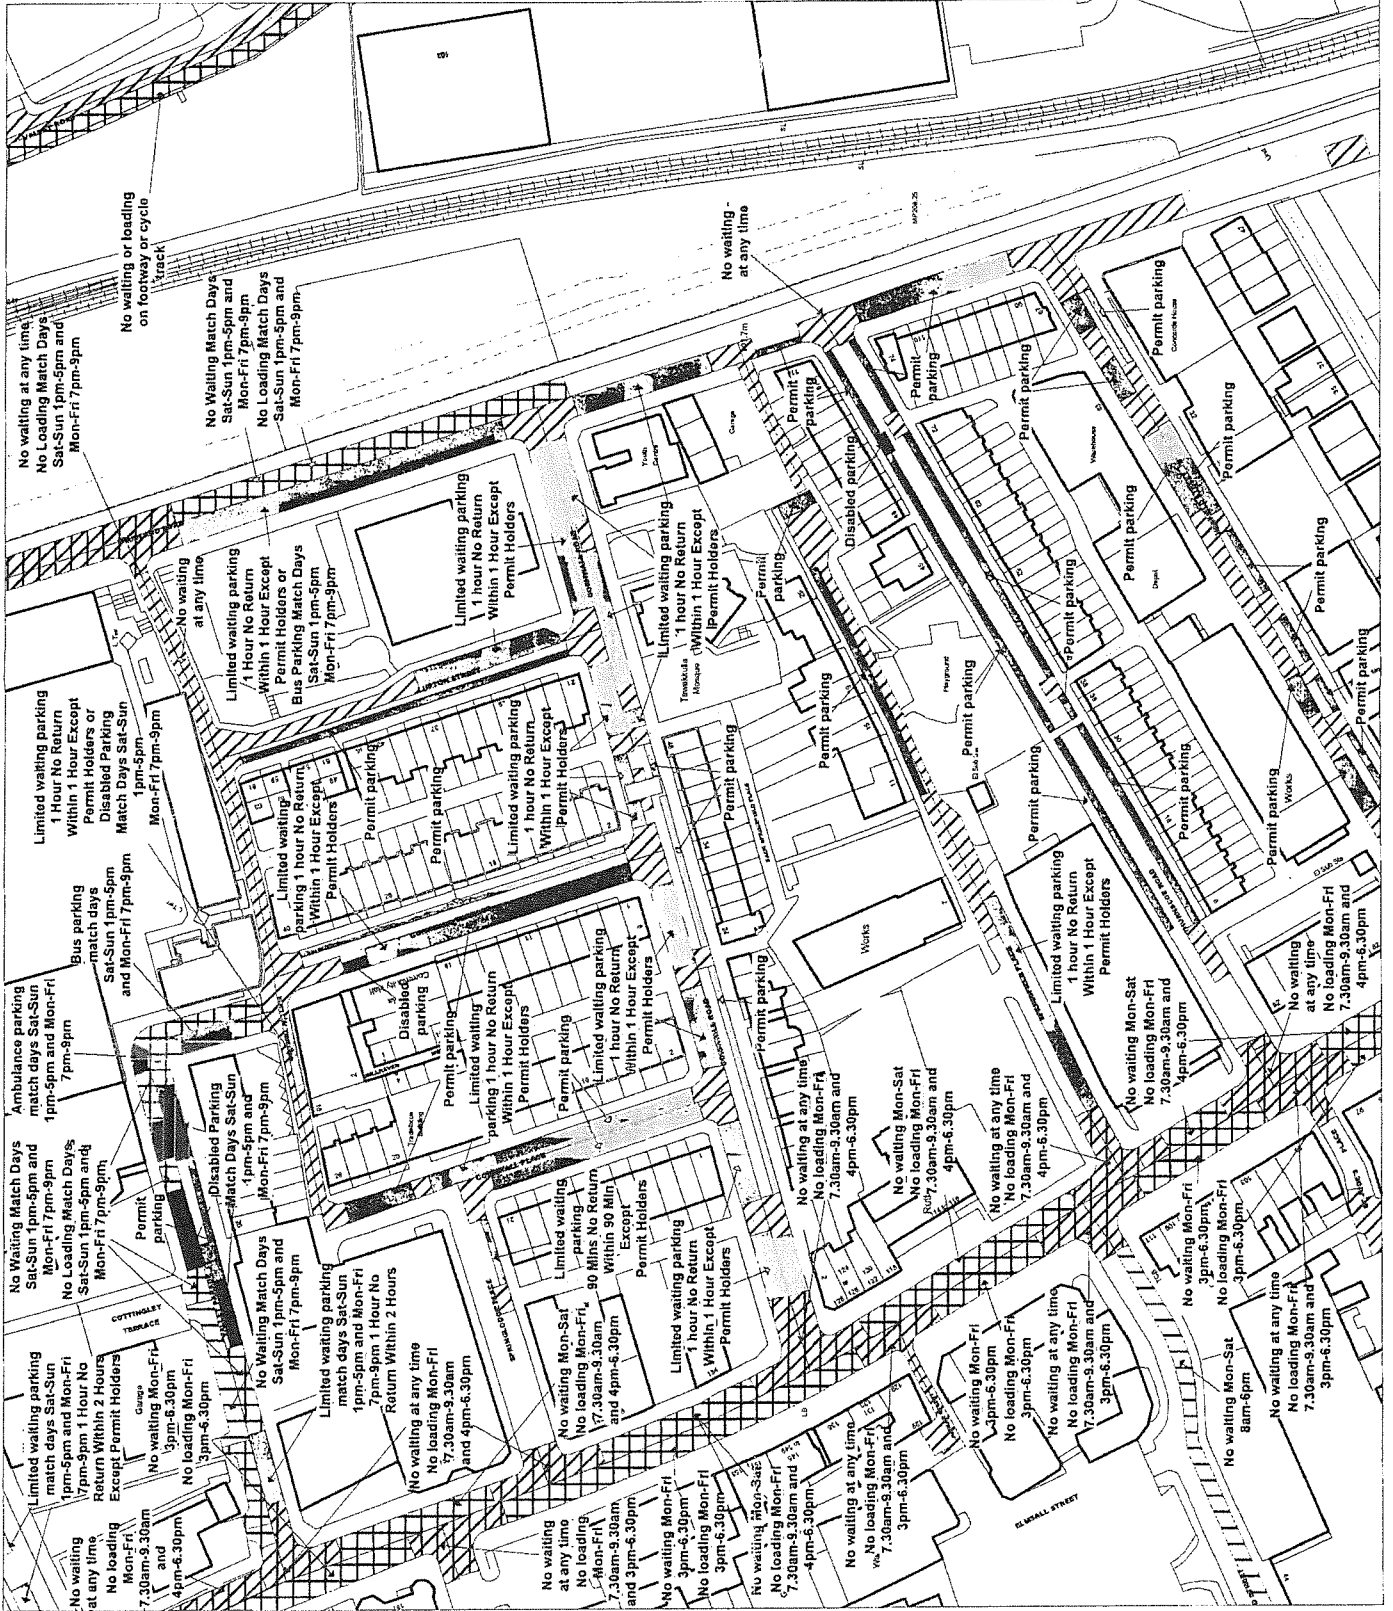 No waiting at any time
No Loading Match Days
Sat-Sun 1pm-5pm and
Mon-Fri 7pm-9pm
No waiting or loading
on footway or cycle
track
No Waiting Match Days
Sat-Sun 1pm-5pm and
Mon-Fri 7pm-9pm
No Loading Match Days
Sat-Sun 1pm-5pm and
Mon-Fri 7pm-9pm
No waiting -
at any time
Limited waiting parking
1 Hour No Return
Within 1 Hour Except
Permit Holders or
Disabled Parking
Match Days Sat-Sun
1pm-5pm
Mon-Fri 7pm-9pm
No waiting
at any time
Limited waiting parking
1 Hour No Return
Within 1 Hour Except
Permit Holders or
Bus Parking Match Days
Sat-Sun 1pm-5pm
Mon-Fri 7pm-9pm
Limited waiting parking
1 hour No Return
Within 1 Hour Except
Permit Holders
Limited waiting parking
1 hour No Return
Within 1 Hour Except
Permit Holders
Youth
Centre
Garage
Permit
parking
Disabled parking
Permit
parking
Permit parking
Permit parking
Concorde House
Warehouse
Permit parking
Permit parking
Depot
Permit parking
Permit parking
Permit parking
Permit parking
Permit
parking
Tawakkulia
Mosque
Playground
El Sub Sta
Permit parking
Permit parking
Permit parking
Permit parking
Permit parking
Works
El Sub Sta
Ambulance parking
match days Sat-Sun
1pm-5pm and Mon-Fri
7pm-9pm
Bus parking
match days
Sat-Sun 1pm-5pm
and Mon-Fri 7pm-9pm
LUPTON STREET
Limited waiting
parking 1 hour No Return
Within 1 Hour Except
Permit Holders
Permit parking
Permit parking
Limited waiting parking
1 hour No Return
Within 1 Hour Except
Permit Holders
Permit parking
Permit parking
Works
Disabled
parking
Permit parking
Limited waiting
parking 1 hour No Return
Within 1 Hour Except
Permit Holders
Permit parking
Limited waiting parking
1 hour No Return
Within 1 Hour Except
Permit Holders
Permit parking
Limited waiting parking
1 hour No Return
Within 1 Hour Except
Permit Holders
No Waiting Match Days
Sat-Sun 1pm-5pm and
Mon-Fri 7pm-9pm
No Loading Match Days
Sat-Sun 1pm-5pm and
Mon-Fri 7pm-9pm
Permit
parking
Disabled Parking
Match Days Sat-Sun
1pm-5pm and
Mon-Fri 7pm-9pm
COTTINGLEY
TERRACE
CORNWALL PLACE
Limited waiting
parking
90 Mins No Return
Within 90 Min
Except
Permit Holders
Limited waiting parking
1 hour No Return
Within 1 Hour Except
Permit Holders
No waiting at any time
No loading Mon-Fri
7.30am-9.30am and
4pm-6.30pm
No waiting Mon-Sat
No loading Mon-Fri
7.30am-9.30am and
4pm-6.30pm
No waiting at any time
No loading Mon-Fri
7.30am-9.30am and
4pm-6.30pm
No waiting Mon-Sat
No loading Mon-Fri
7.30am-9.30am and
4pm-6.30pm
No waiting
at any time
No loading Mon-Fri
7.30am-9.30am and
4pm-6.30pm
Limited waiting parking
match days Sat-Sun
1pm-5pm and Mon-Fri
7pm-9pm 1 Hour No
Return Within 2 Hours
Except Permit Holders
Garage
No waiting Mon-Fri
3pm-6.30pm
No loading Mon-Fri
3pm-6.30pm
No Waiting Match Days
Sat-Sun 1pm-5pm and
Mon-Fri 7pm-9pm
Limited waiting parking
match days Sat-Sun
1pm-5pm and Mon-Fri
7pm-9pm 1 Hour No
Return Within 2 Hours
No waiting at any time
No loading Mon-Fri
7.30am-9.30am
and 4pm-6.30pm
No waiting Mon-Sat
No loading Mon-Fri
7.30am-9.30am
and 4pm-6.30pm
No waiting
at any time
No loading
Mon-Fri
7.30am-9.30am
and
4pm-6.30pm
No waiting
at any time
No loading
Mon-Fri
7.30am-9.30am
and 3pm-6.30pm
No waiting Mon-Fri
3pm-6.30pm
No loading Mon-Fri
3pm-6.30pm
No waiting Mon-Sat
No loading Mon-Fri
7.30am-9.30am and
4pm-6.30pm
No waiting at any time
No loading Mon-Fri
7.30am-9.30am and
3pm-6.30pm
No waiting Mon-Fri
4pm-6.30pm
No loading Mon-Fri
3pm-6.30pm
No waiting at any time
No loading Mon-Fri
7.30am-9.30am and
3pm-6.30pm
No waiting Mon-Fri
3pm-6.30pm
No loading Mon-Fri
3pm-6.30pm
No waiting Mon-Sat
8am-6pm
No waiting at any time
No loading Mon-Fri
7.30am-9.30am and
3pm-6.30pm
ELMSALL STREET